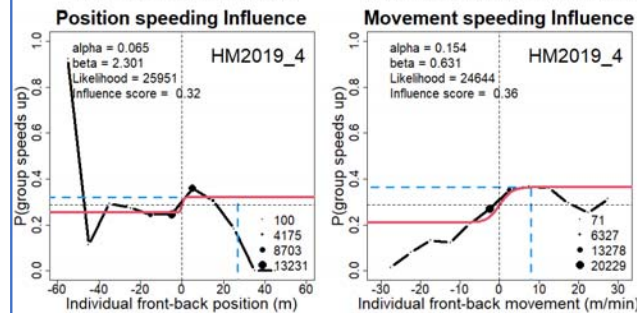 Position speeding Influence
P(group speeds up)
1.0
0.8
0.6
0.4
0.2
0.0
alpha = 0.065
beta = 2.301
Likelihood = 25951
Influence score = 0.32
HM2019_4
100
4175
8703
13231
-60 -40 -20 0 20 40 60
Individual front-back position (m)
Movement speeding Influence
P(group speeds up)
1.0
0.8
0.6
0.4
0.2
0.0
alpha = 0.154
beta = 0.631
Likelihood = 24644
Influence score = 0.36
HM2019_4
71
6327
13278
20229
-30 -20 -10 0 10 20 30
Individual front-back movement (m/min)